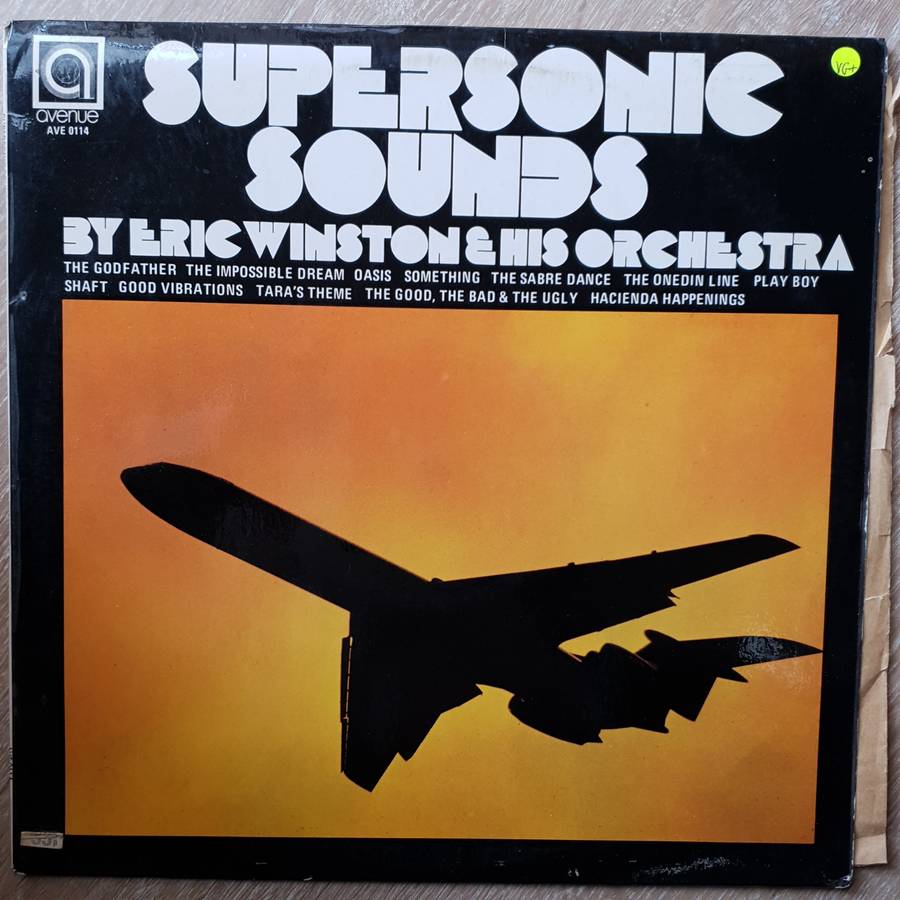 a
avenue
AVE 0114
SUPERSONIC
SOUNDS
BY ERIC WINSTON & HIS ORCHESTRA
THE GODFATHER THE IMPOSSIBLE DREAM OASIS SOMETHING THE SABRE DANCE THE ONEDIN LINE PLAY BOY
SHAFT GOOD VIBRATIONS TARA'S THEME THE GOOD, THE BAD & THE UGLY HACIENDA HAPPENINGS
VG+